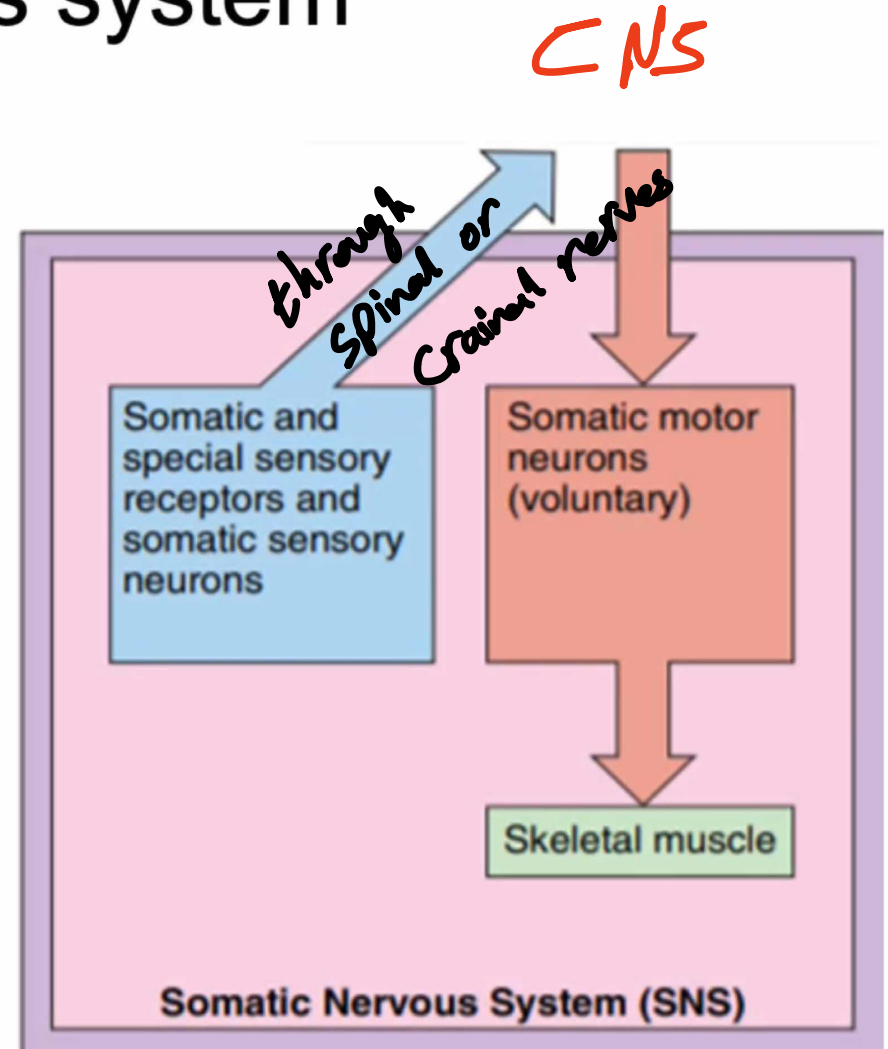 s system
CNS
through
spinal or
Crainal nerves
Somatic and
special sensory
receptors and
somatic sensory
neurons
Somatic motor
neurons
(voluntary)
Skeletal muscle
Somatic Nervous System (SNS)